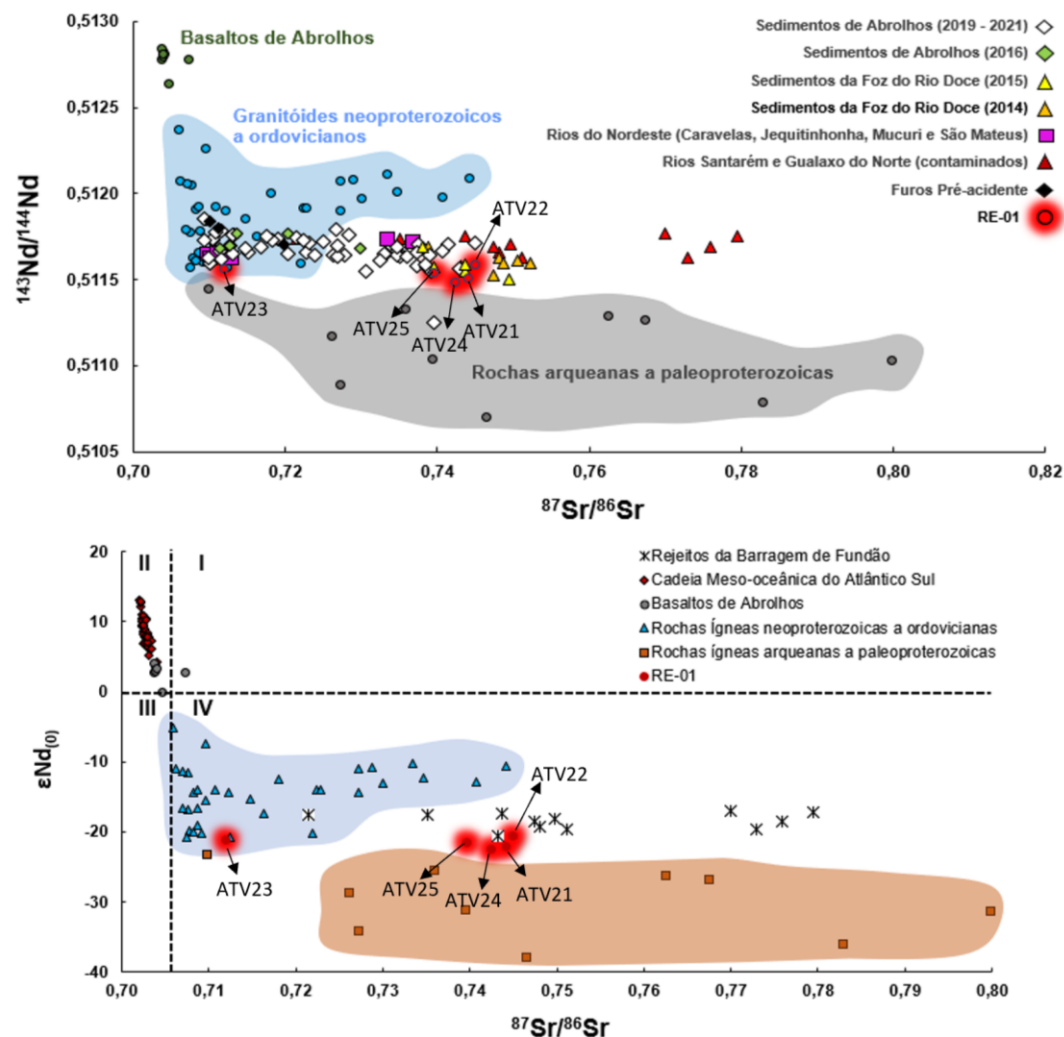 0,5130
0,5125
0,5120
0,5115
0,5110
0,5105
¹⁴³Nd/¹⁴⁴Nd
Basaltos de Abrolhos
Granitóides neoproterozoicos
a ordovicianos
Sedimentos de Abrolhos (2019 - 2021)
Sedimentos de Abrolhos (2016)
Sedimentos da Foz do Rio Doce (2015)
Sedimentos da Foz do Rio Doce (2014)
Rios do Nordeste (Caravelas, Jequitinhonha, Mucuri e São Mateus)
Rios Santarém e Gualaxo do Norte (contaminados)
Furos Pré-acidente
RE-01
ATV22
ATV23
ATV25
ATV21
ATV24
Rochas arqueanas a paleoproterozoicas
0,70 0,72 0,74 0,76 0,78 0,80 0,82
⁸⁷Sr/⁸⁶Sr
20
10
0
-10
-20
-30
-40
εNd(0)
II I
III IV
Rejeitos da Barragem de Fundão
Cadeia Meso-oceânica do Atlântico Sul
Basaltos de Abrolhos
Rochas Ígneas neoproterozoicas a ordovicianas
Rochas ígneas arqueanas a paleoproterozoicas
RE-01
ATV22
ATV23
ATV25
ATV24
ATV21
0,70 0,71 0,72 0,73 0,74 0,75 0,76 0,77 0,78 0,79 0,80
⁸⁷Sr/⁸⁶Sr